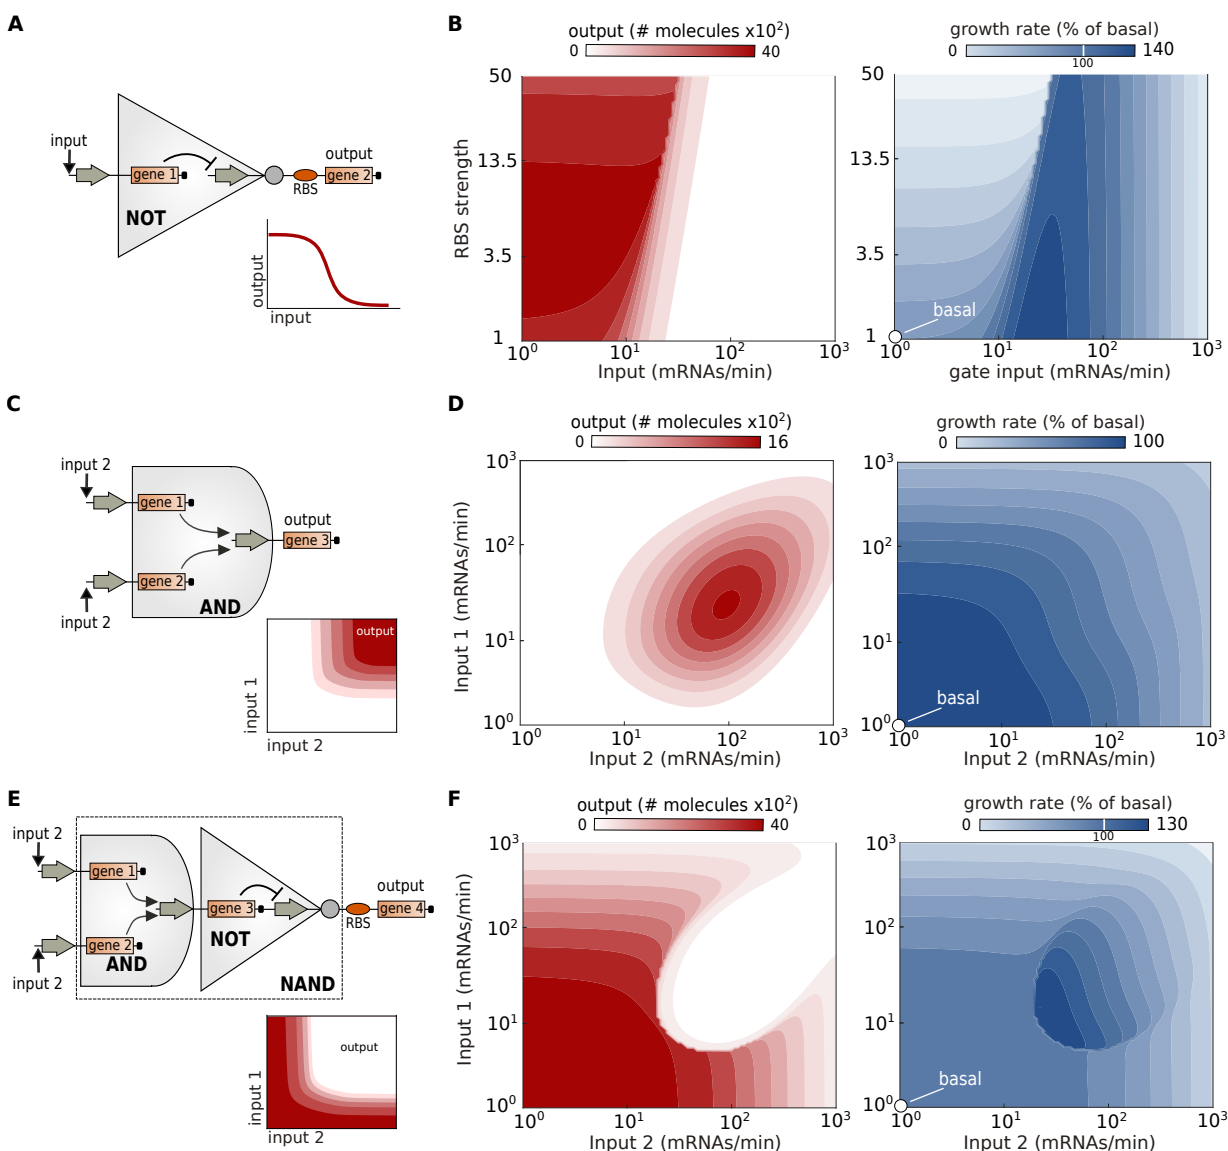 A
input
gene 1
NOT
RBS
output
gene 2
output
input
B
output (# molecules x10²)
0
40
RBS strength
50
13.5
3.5
1
10⁰
10¹
10²
10³
Input (mRNAs/min)
growth rate (% of basal)
0
100
140
50
13.5
3.5
1
basal
10⁰
10¹
10²
10³
gate input (mRNAs/min)
C
input 2
gene 1
output
gene 3
gene 2
AND
input 2
output
input 1
input 2
D
output (# molecules x10²)
0
16
Input 1 (mRNAs/min)
10³
10²
10¹
10⁰
10⁰
10¹
10²
10³
Input 2 (mRNAs/min)
growth rate (% of basal)
0
100
10³
10²
10¹
10⁰
basal
10⁰
10¹
10²
10³
Input 2 (mRNAs/min)
E
input 2
gene 1
gene 3
NOT
output
gene 4
RBS
gene 2
AND
NAND
input 2
output
input 1
input 2
F
output (# molecules x10²)
0
40
Input 1 (mRNAs/min)
10³
10²
10¹
10⁰
10⁰
10¹
10²
10³
Input 2 (mRNAs/min)
growth rate (% of basal)
0
100
130
10³
10²
10¹
10⁰
basal
10⁰
10¹
10²
10³
Input 2 (mRNAs/min)